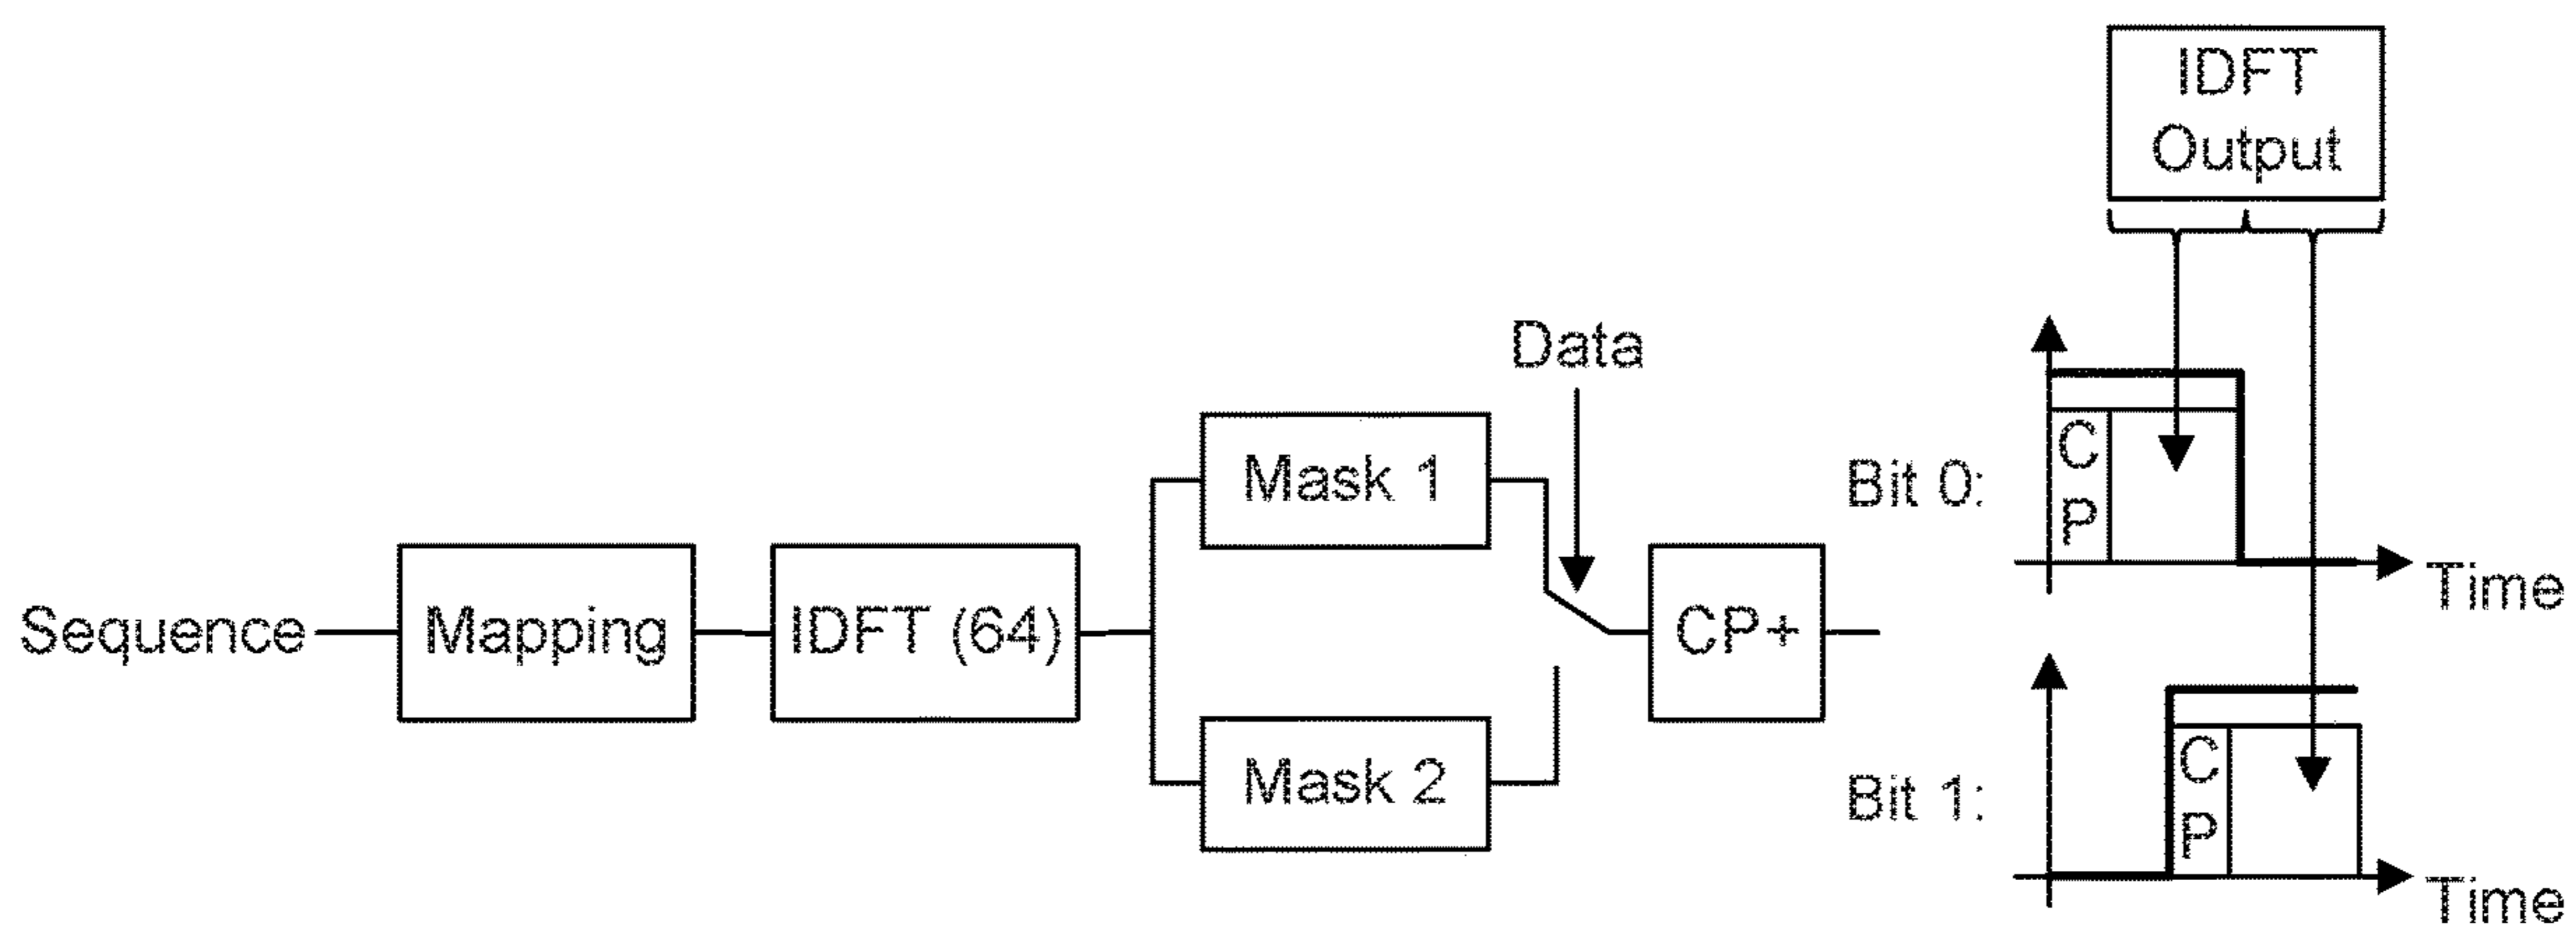 IDFT
Output
Data
Mask 1
C
P
Bit 0:
Time
Sequence
Mapping
IDFT (64)
CP+
Mask 2
C
P
Bit 1:
Time